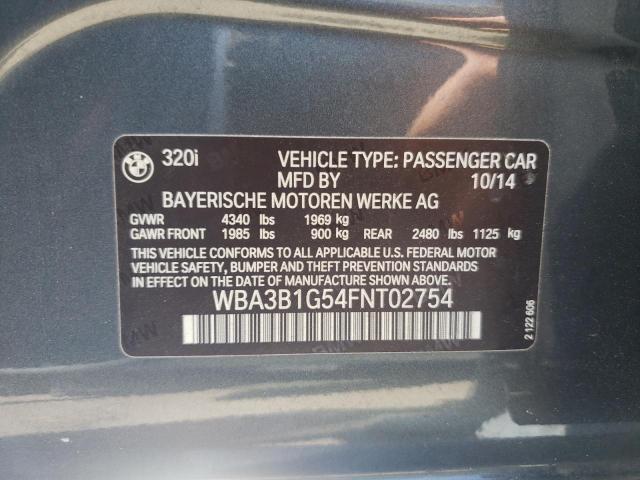 BMW
320i VEHICLE TYPE: PASSENGER CAR
MFD BY 10/14
BAYERISCHE MOTOREN WERKE AG
GVWR 4340 lbs 1969 kg
GAWR FRONT 1985 lbs 900 kg REAR 2480 lbs 1125 kg
THIS VEHICLE CONFORMS TO ALL APPLICABLE U.S. FEDERAL MOTOR
VEHICLE SAFETY, BUMPER AND THEFT PREVENTION STANDARDS
IN EFFECT ON THE DATE OF MANUFACTURE SHOWN ABOVE.
WBA3B1G54FNT02754
2 122 606